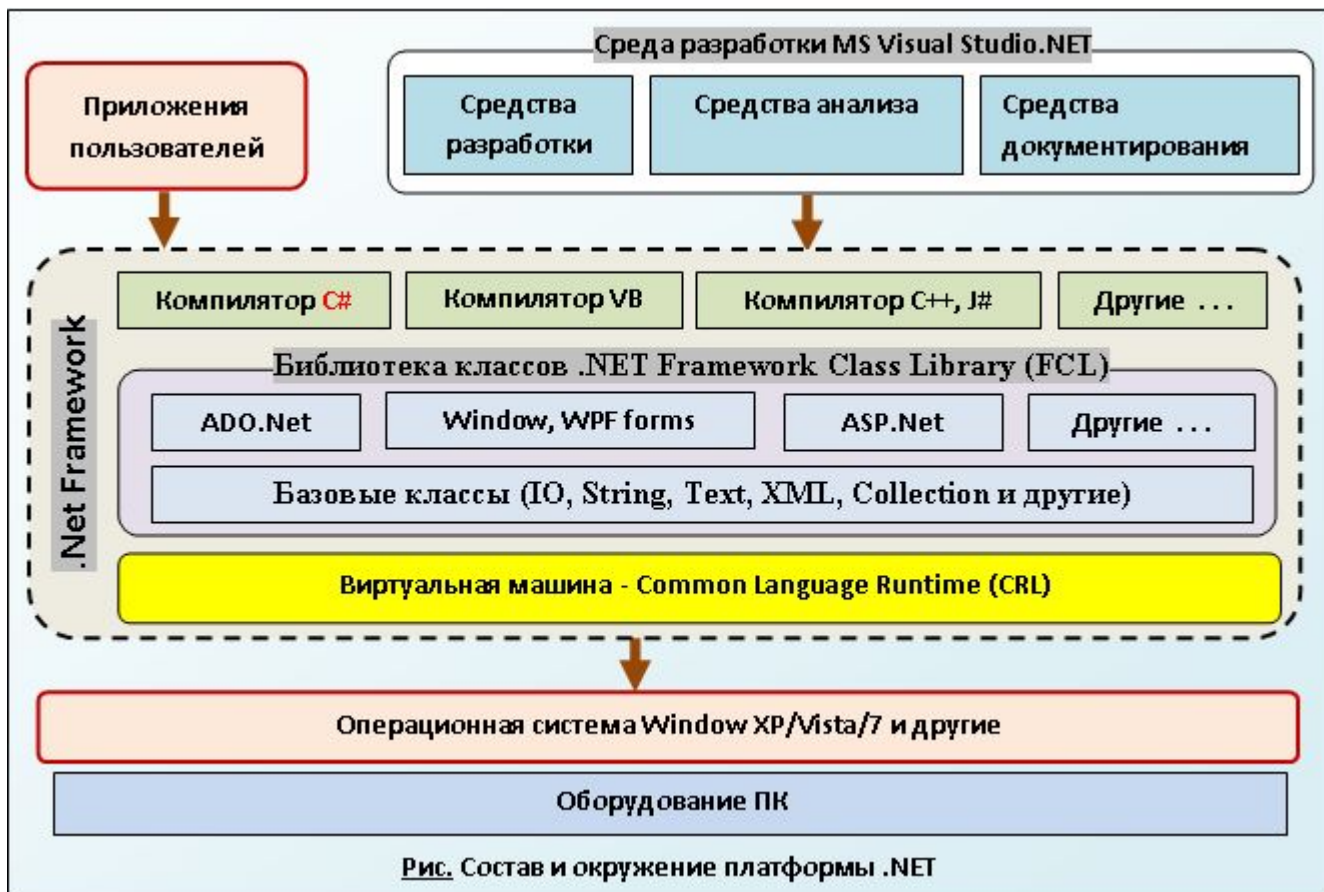 Среда разработки MS Visual Studio.NET
Приложения
пользователей
Средства
разработки
Средства анализа
Средства
документирования
.Net Framework
Компилятор C#
Компилятор VB
Компилятор C++, J#
Другие ...
Библиотека классов .NET Framework Class Library (FCL)
ADO.Net
Window, WPF forms
ASP.Net
Другие ...
Базовые классы (IO, String, Text, XML, Collection и другие)
Виртуальная машина - Common Language Runtime (CRL)
Операционная система Window XP/Vista/7 и другие
Оборудование ПК
Рис. Состав и окружение платформы .NET